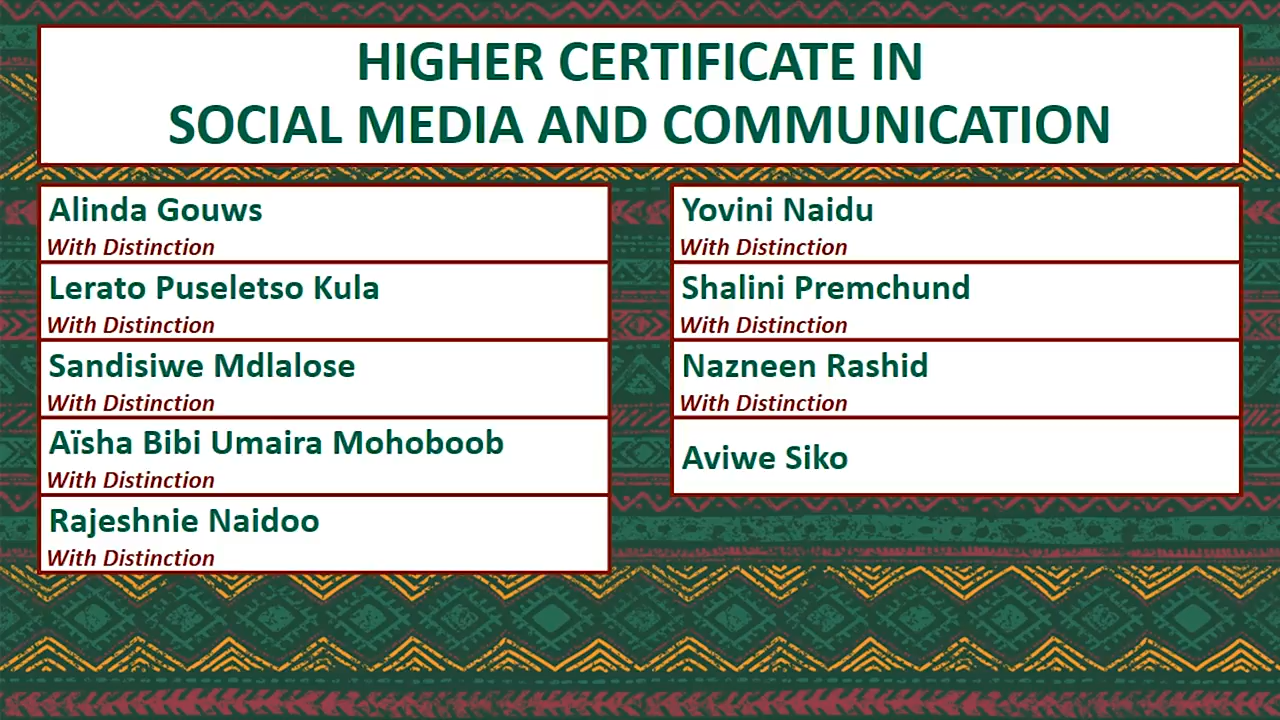 HIGHER CERTIFICATE IN
SOCIAL MEDIA AND COMMUNICATION
Alinda Gouws
With Distinction
Lerato Puseletso Kula
With Distinction
Sandisiwe Mdlalose
With Distinction
Aïsha Bibi Umaira Mohoboob
With Distinction
Rajeshnie Naidoo
With Distinction
Yovini Naidu
With Distinction
Shalini Premchund
With Distinction
Nazneen Rashid
With Distinction
Aviwe Siko